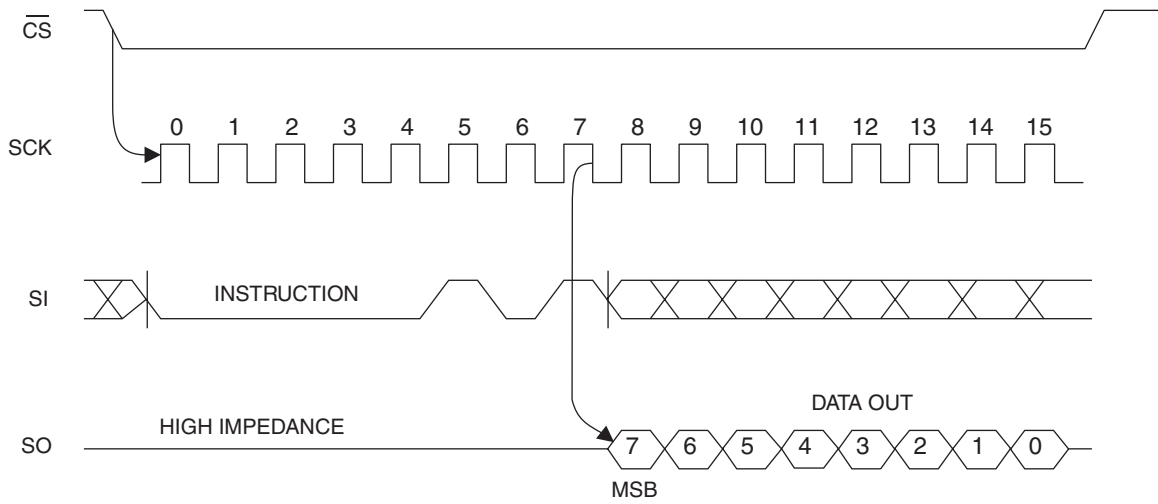 CS
0 1 2 3 4 5 6 7 8 9 10 11 12 13 14 15
SCK
SI INSTRUCTION
DATA OUT
HIGH IMPEDANCE
SO 7 6 5 4 3 2 1 0
MSB